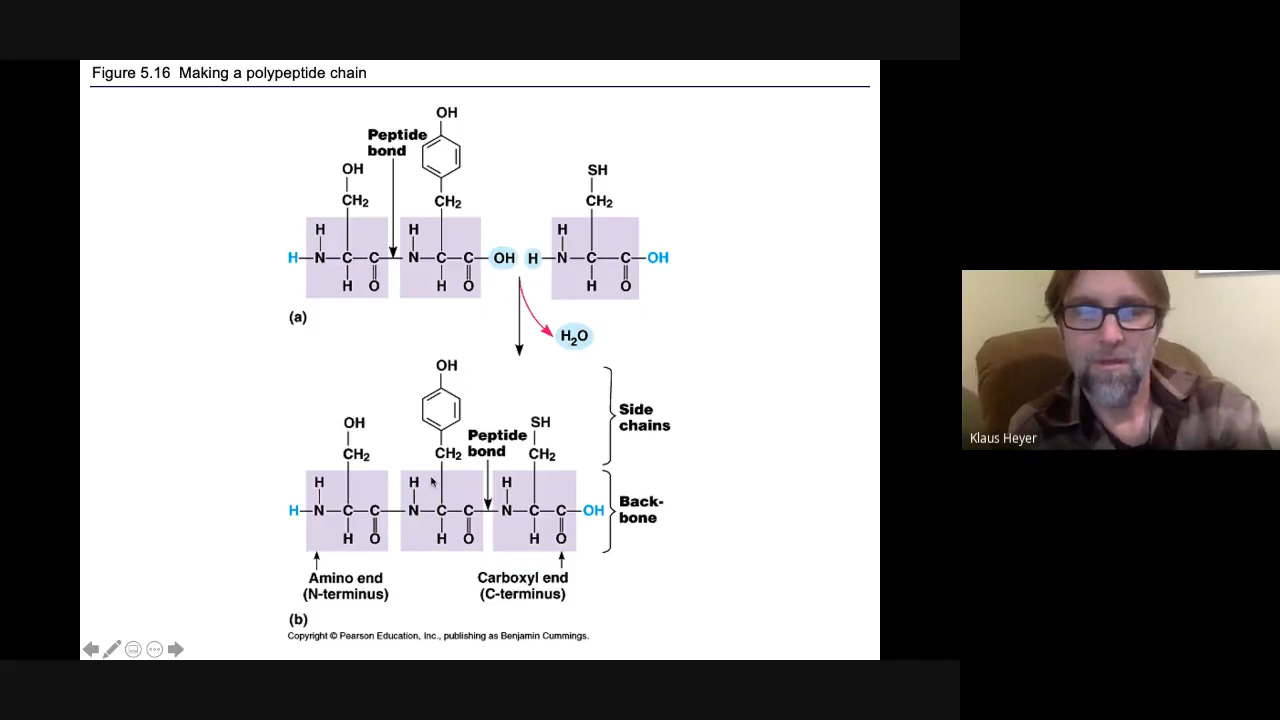 Figure 5.16 Making a polypeptide chain
OH
Peptide
bond
OH
SH
CH₂
CH₂
CH₂
H
H
H
H–N–C–C–N–C–C–OH H–N–C–C–OH
H O H O H O
(a)
H₂O
OH
OH
SH
Side
chains
Peptide
bond
CH₂
CH₂
CH₂
H
H
H
H–N–C–C–N–C–C–N–C–C–OH
Back-
bone
H O H O H O
Amino end
(N-terminus)
Carboxyl end
(C-terminus)
(b)
Copyright © Pearson Education, Inc., publishing as Benjamin Cummings.
Klaus Heyer